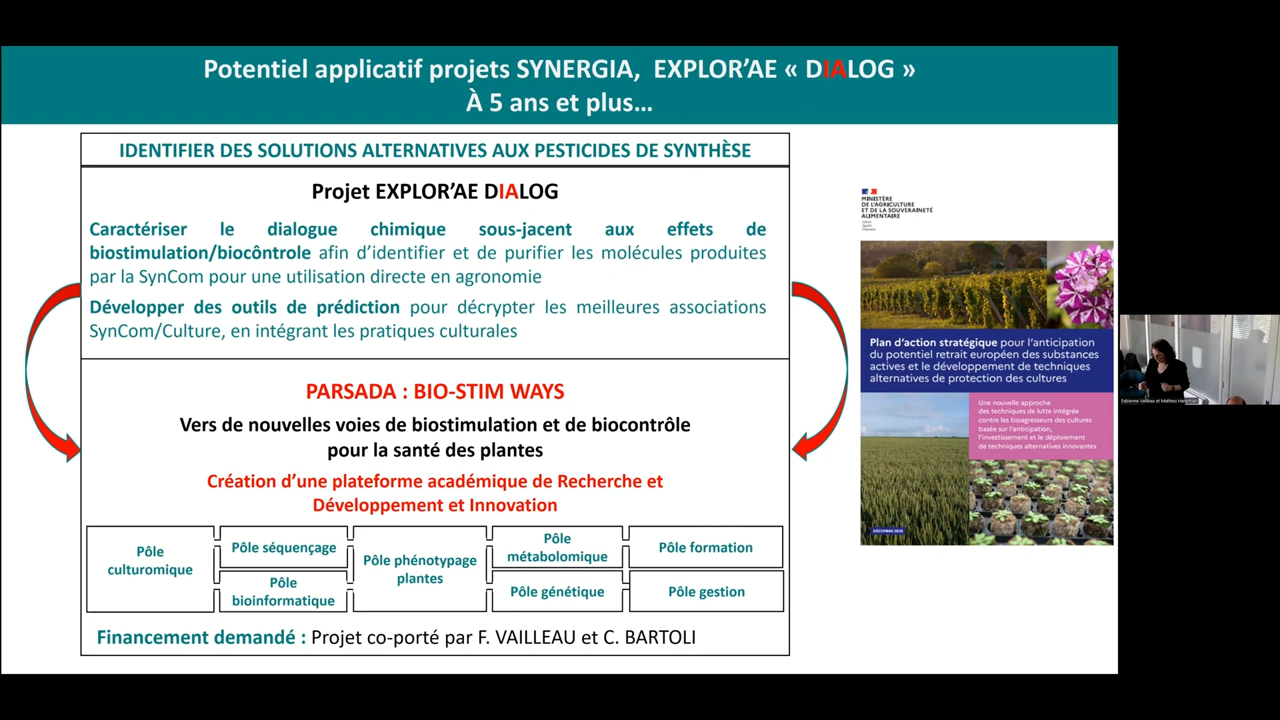 Potentiel applicatif projets SYNERGIA, EXPLOR'AE « DIALOG »
À 5 ans et plus…
IDENTIFIER DES SOLUTIONS ALTERNATIVES AUX PESTICIDES DE SYNTHÈSE
Projet EXPLOR'AE DIALOG
Caractériser le dialogue chimique sous-jacent aux effets de
biostimulation/biocôntrole afin d'identifier et de purifier les molécules produites
par la SynCom pour une utilisation directe en agronomie
Développer des outils de prédiction pour décrypter les meilleures associations
SynCom/Culture, en intégrant les pratiques culturales
PARSADA : BIO-STIM WAYS
Vers de nouvelles voies de biostimulation et de biocontrôle
pour la santé des plantes
Création d'une plateforme académique de Recherche et
Développement et Innovation
Pôle
culturomique
Pôle séquençage
Pôle
bioinformatique
Pôle phénotypage
plantes
Pôle
métabolomique
Pôle génétique
Pôle formation
Pôle gestion
Financement demandé : Projet co-porté par F. VAILLEAU et C. BARTOLI
MINISTÈRE
DE L'AGRICULTURE
ET DE LA SOUVERAINETÉ
ALIMENTAIRE
Plan d'action stratégique pour l'anticipation
du potentiel retrait européen des substances
actives et le développement de techniques
alternatives de protection des cultures
Une nouvelle approche
des techniques de lutte intégrée
contre les bioagresseurs des cultures
basée sur l'anticipation,
l'investissement et le déploiement
de techniques alternatives innovantes
Fabienne Vailleau et Mathieu